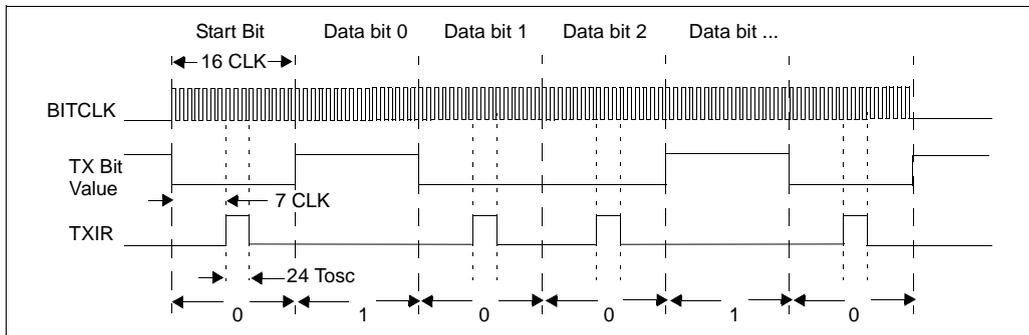 Start Bit Data bit 0 Data bit 1 Data bit 2 Data bit ...
16 CLK
BITCLK
TX Bit
Value
7 CLK
TXIR
24 Tosc
0 1 0 0 1 0